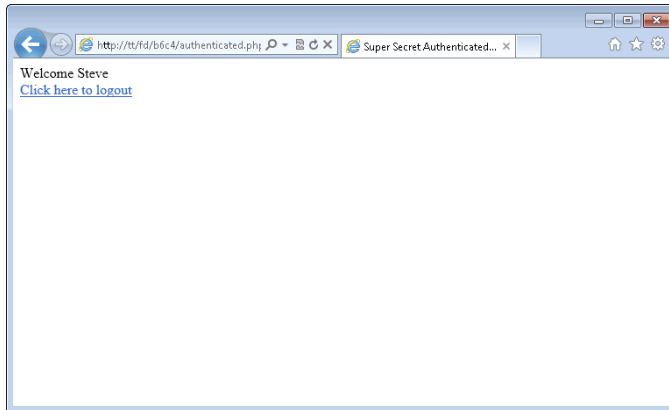 http://tt/fd/b6c4/authenticated.ph
Super Secret Authenticated...
Welcome Steve
Click here to logout